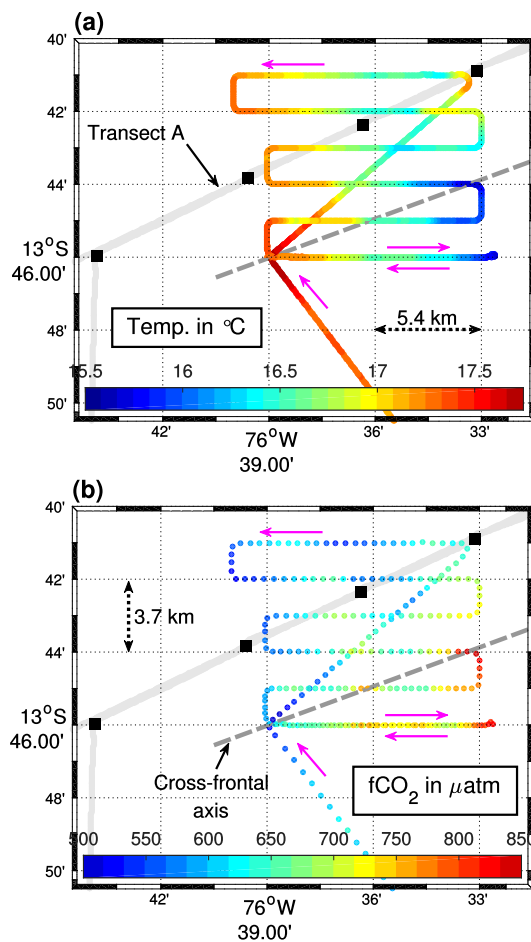 (a)
40'
42'
Transect A
44'
13°S
46.00'
5.4 km
Temp. in °C
48'
15.5 16 16.5 17 17.5
50'
42' 76°W 36' 33'
39.00'
(b)
40'
42'
3.7 km
44'
13°S
46.00'
Cross-frontal
axis
fCO2 in μatm
48'
500 550 600 650 700 750 800 850
50'
42' 76°W 36' 33'
39.00'